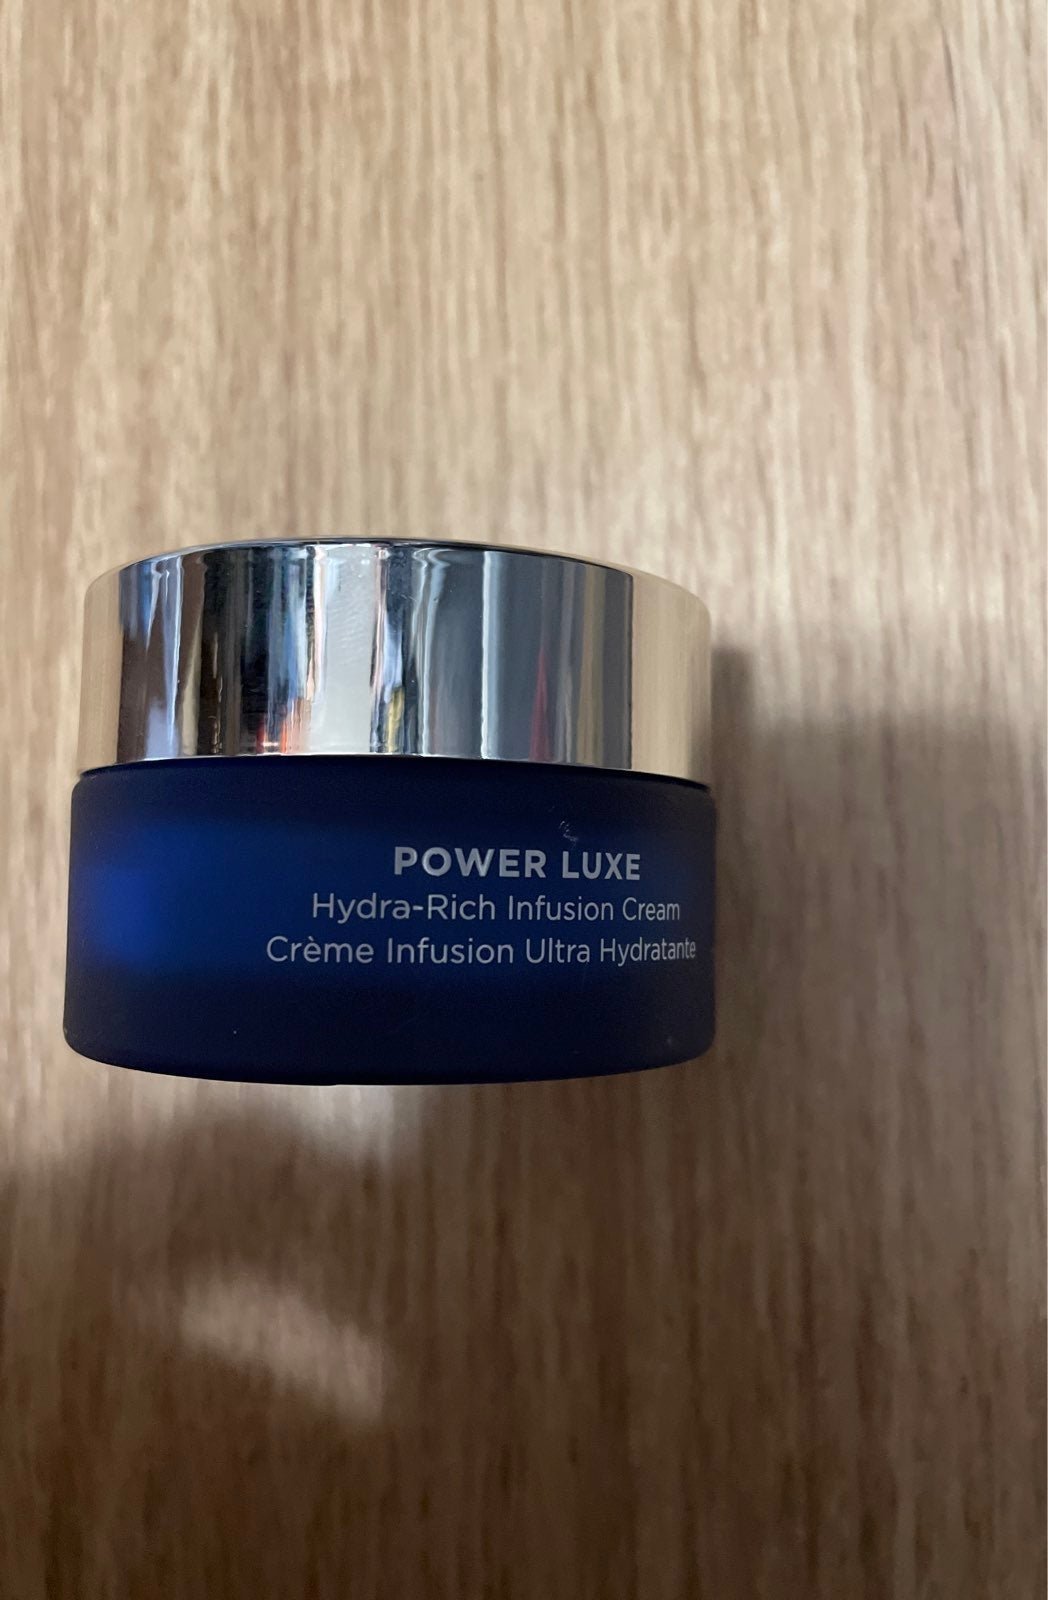 POWER LUXE
Hydra-Rich Infusion Cream
Crème Infusion Ultra Hydratante